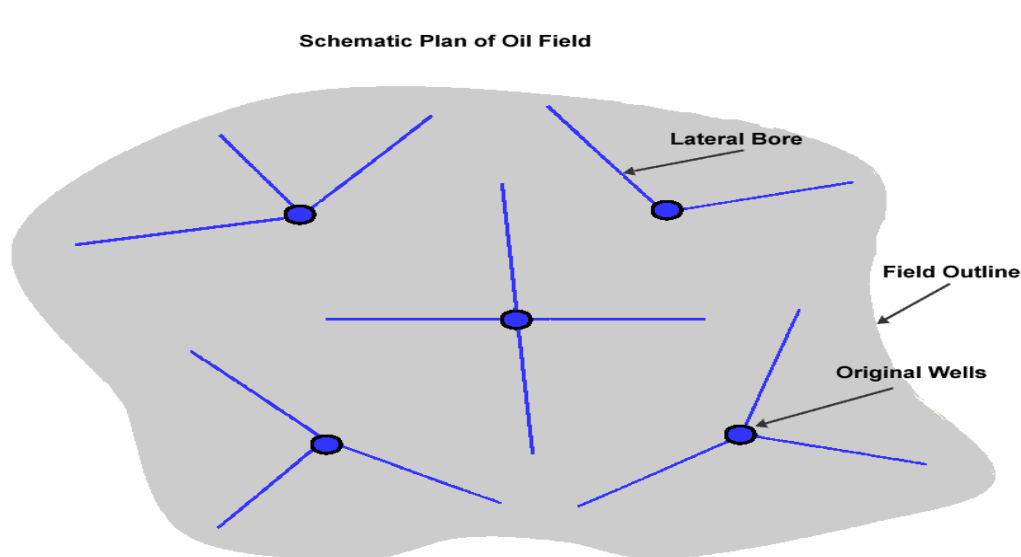 Schematic Plan of Oil Field
Lateral Bore
Field Outline
Original Wells